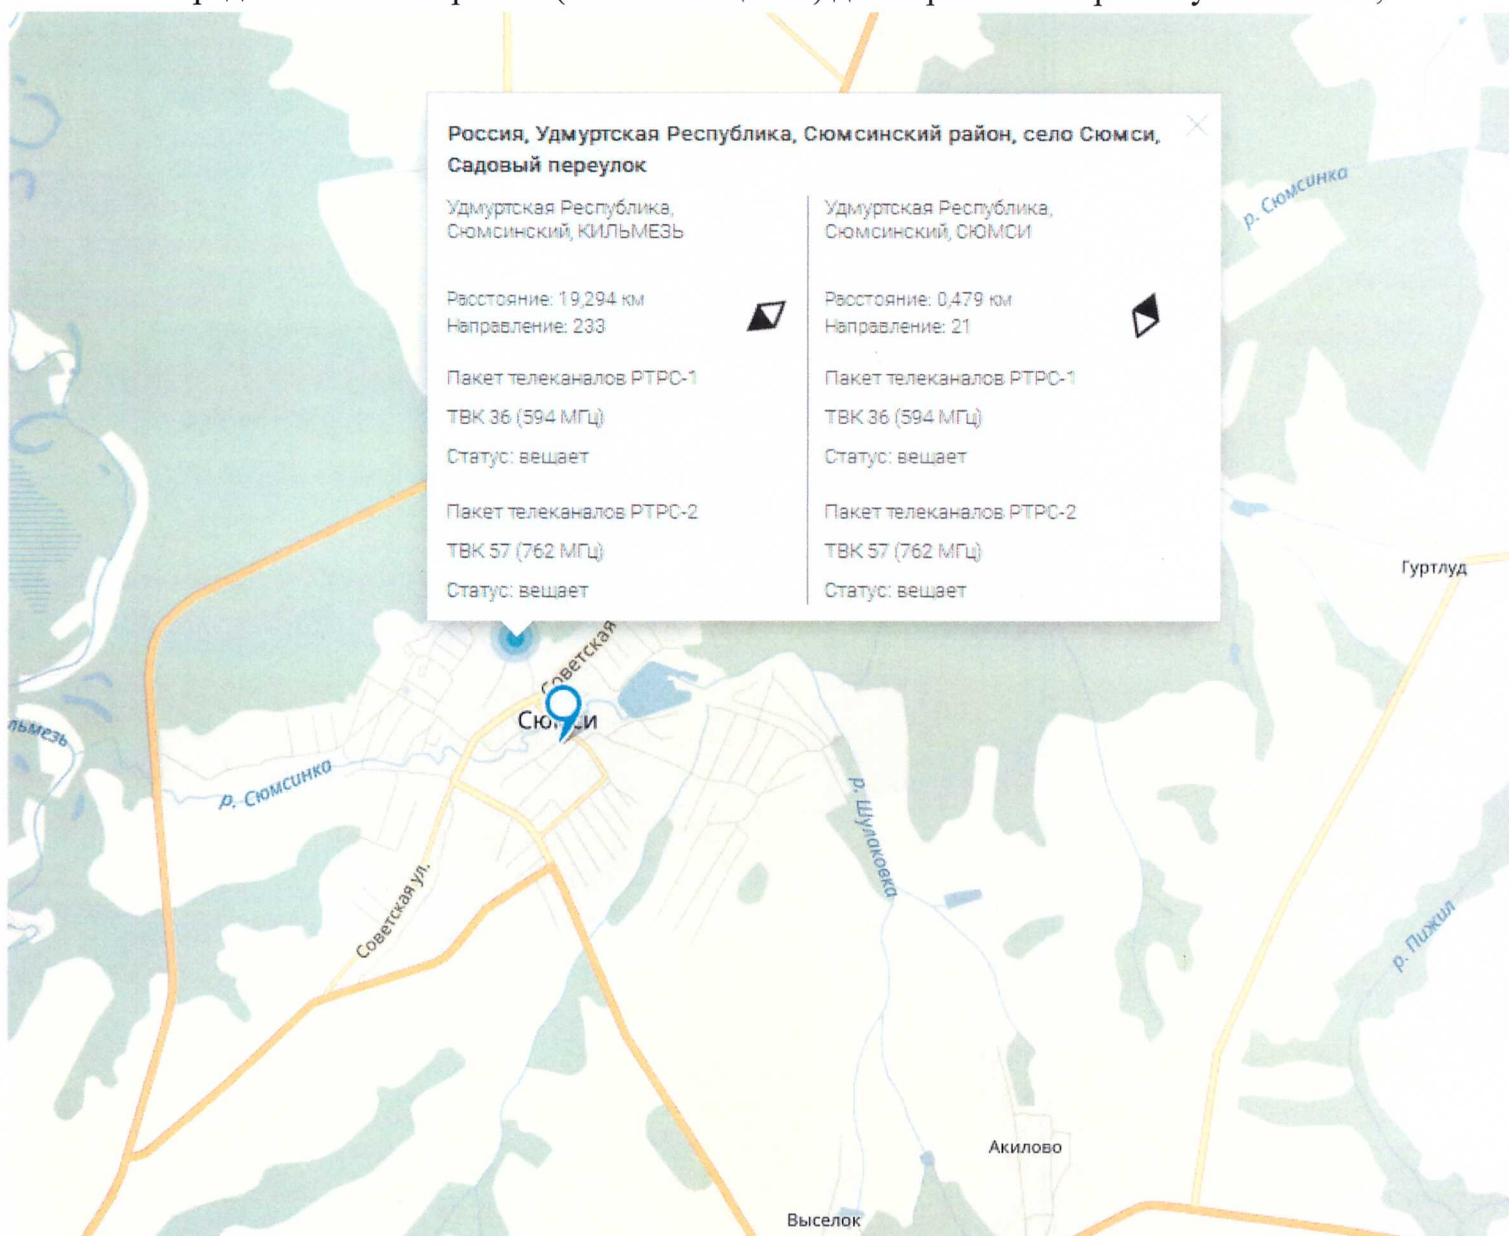 Россия, Удмуртская Республика, Сюмсинский район, село Сюмси,
Садовый переулок
Удмуртская Республика,
Сюмсинский, КИЛЬМЕЗЬ
Расстояние: 19,294 км
Направление: 233
Пакет телеканалов РТРС-1
ТВК 36 (594 МГц)
Статус: вещает
Пакет телеканалов РТРС-2
ТВК 57 (762 МГц)
Статус: вещает
Удмуртская Республика,
Сюмсинский, СЮМСИ
Расстояние: 0,479 км
Направление: 21
Пакет телеканалов РТРС-1
ТВК 36 (594 МГц)
Статус: вещает
Пакет телеканалов РТРС-2
ТВК 57 (762 МГц)
Статус: вещает
р. Сюмсинка
Гуртлуд
Советская
Сюмси
льмезь
р. Сюмсинка
р. Шулаковка
Советская ул.
р. Пижил
Акилово
Выселок